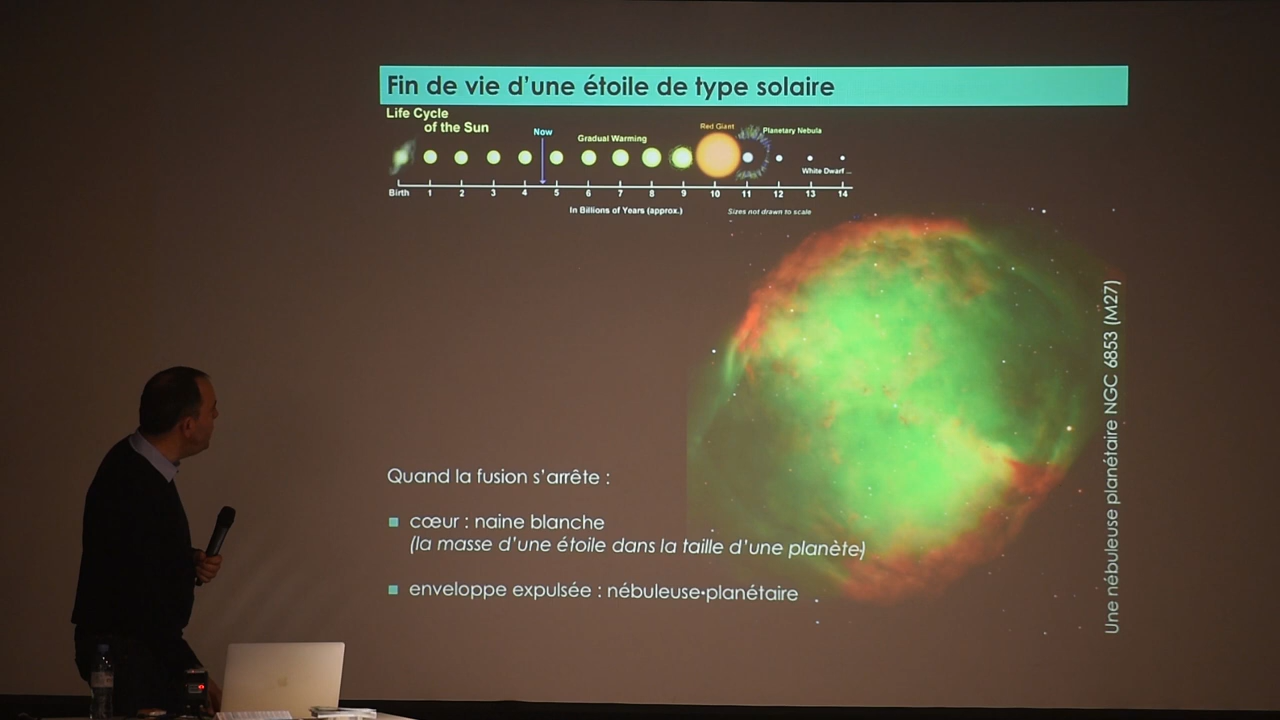 Fin de vie d'une étoile de type solaire
Life Cycle
of the Sun
Now
Gradual Warming
Red Giant
Planetary Nebula
White Dwarf ...
Birth 1 2 3 4 5 6 7 8 9 10 11 12 13 14
In Billions of Years (approx.)
Sizes not drawn to scale
Une nébuleuse planétaire NGC 6853 (M27)
Quand la fusion s'arrête :
cœur : naine blanche
(la masse d'une étoile dans la taille d'une planète)
enveloppe expulsée : nébuleuse planétaire